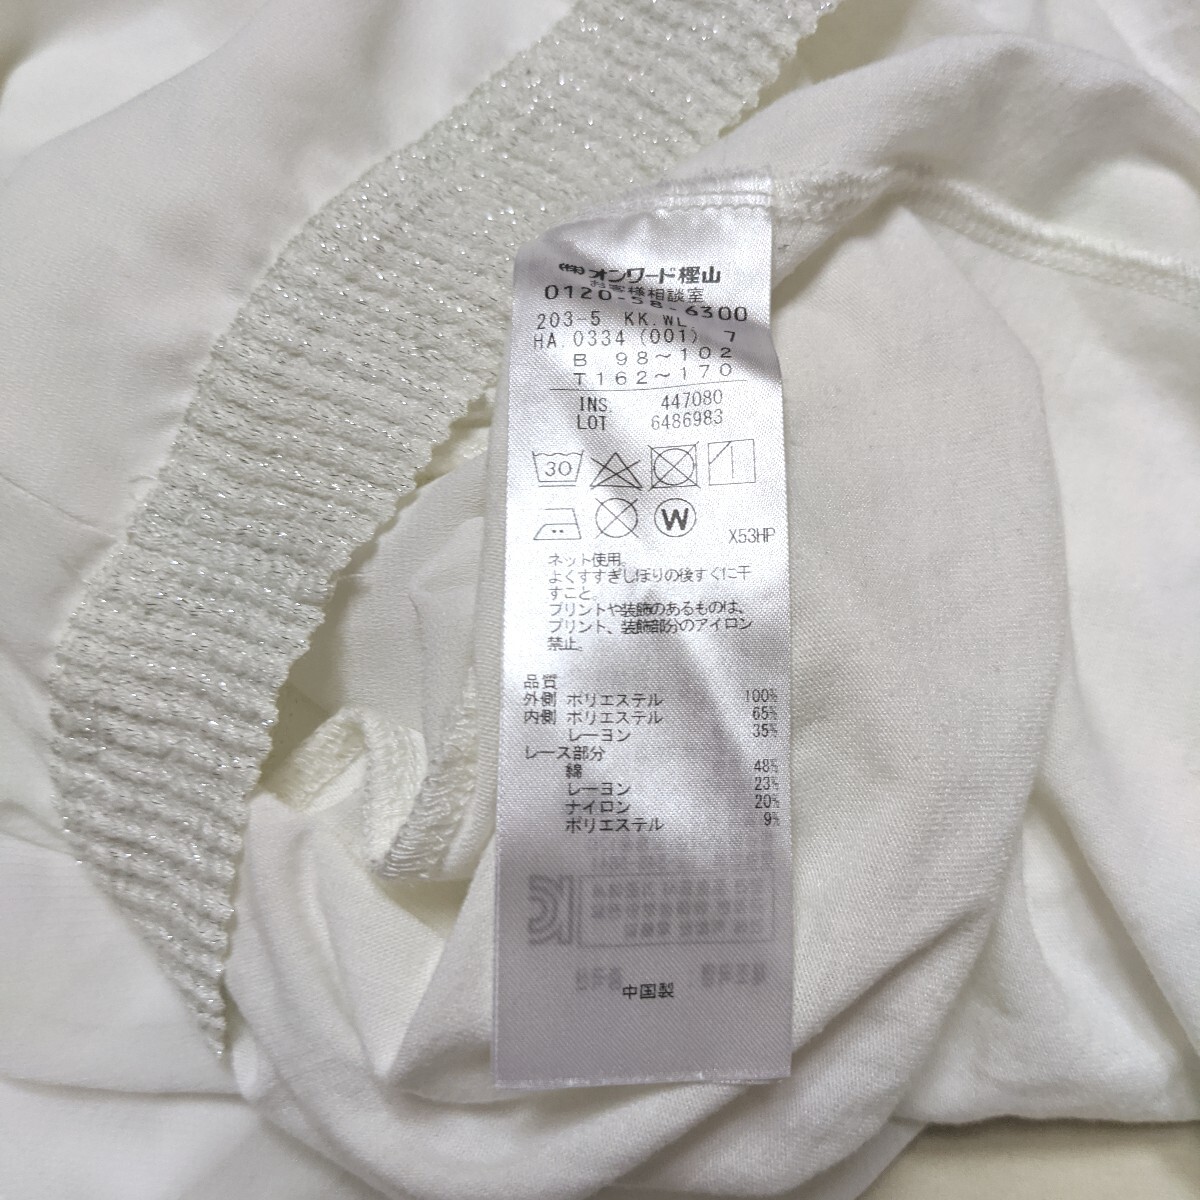 ㈱オンワード樫山
お客様相談室
0120-58-6300
203-5 KK.WL
HA.0334 (001) 7
B 98~102
T 162~170
INS 447080
LOT 6486983
30
W
X53HP
ネット使用。
よくすすぎしぼりの後すぐに干
すこと。
プリントや装飾のあるものは、
プリント、装飾部分のアイロン
禁止。
品質
外側 ポリエステル 100%
内側 ポリエステル 65%
レーヨン 35%
レース部分
綿 48%
レーヨン 23%
ナイロン 20%
ポリエステル 9%
中国製